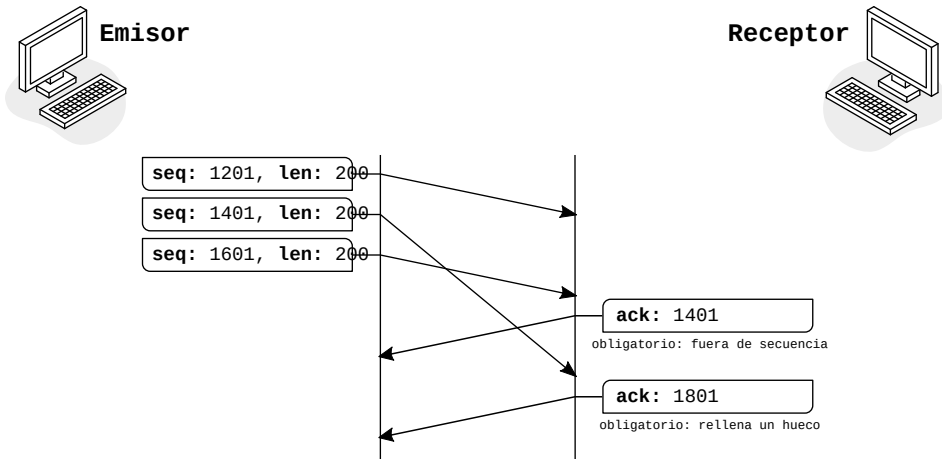 Emisor
Receptor
seq: 1201, len: 200
seq: 1401, len: 200
seq: 1601, len: 200
ack: 1401
obligatorio: fuera de secuencia
ack: 1801
obligatorio: rellena un hueco